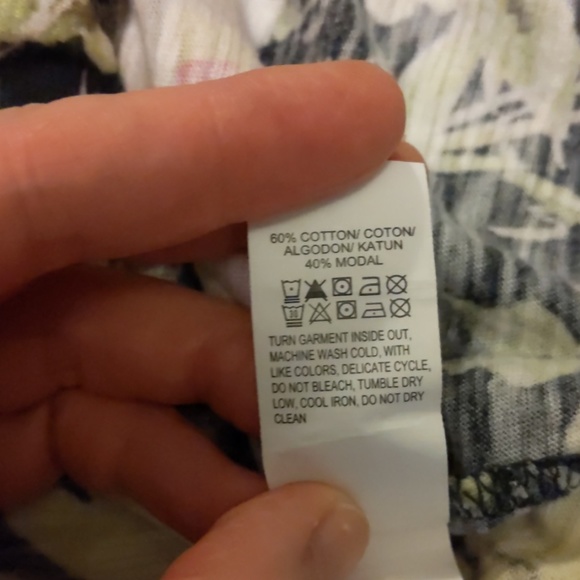 60% COTTON/ COTON/
ALGODON/ KATUN
40% MODAL
30
TURN GARMENT INSIDE OUT,
MACHINE WASH COLD, WITH
LIKE COLORS, DELICATE CYCLE,
DO NOT BLEACH, TUMBLE DRY
LOW, COOL IRON, DO NOT DRY
CLEAN